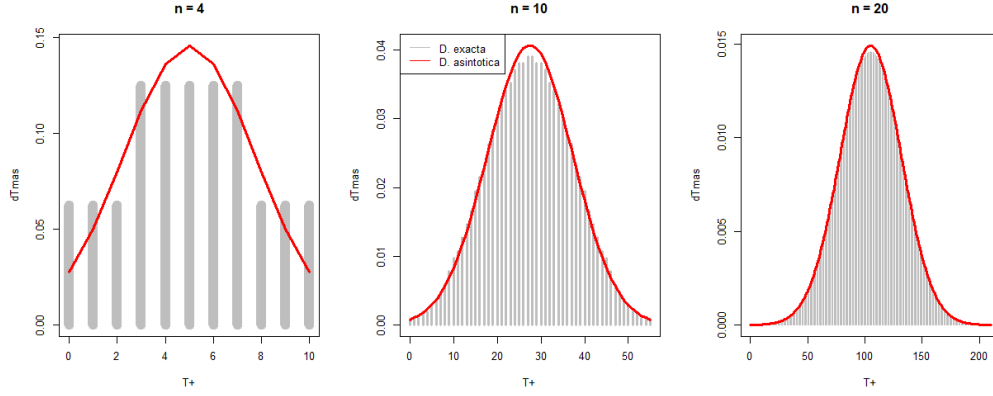 n = 4
dTmas
0.00
0.05
0.10
0.15
0 2 4 6 8 10
T+
n = 10
D. exacta
D. asintotica
dTmas
0.00
0.01
0.02
0.03
0.04
0 10 20 30 40 50
T+
n = 20
dTmas
0.000
0.005
0.010
0.015
0 50 100 150 200
T+